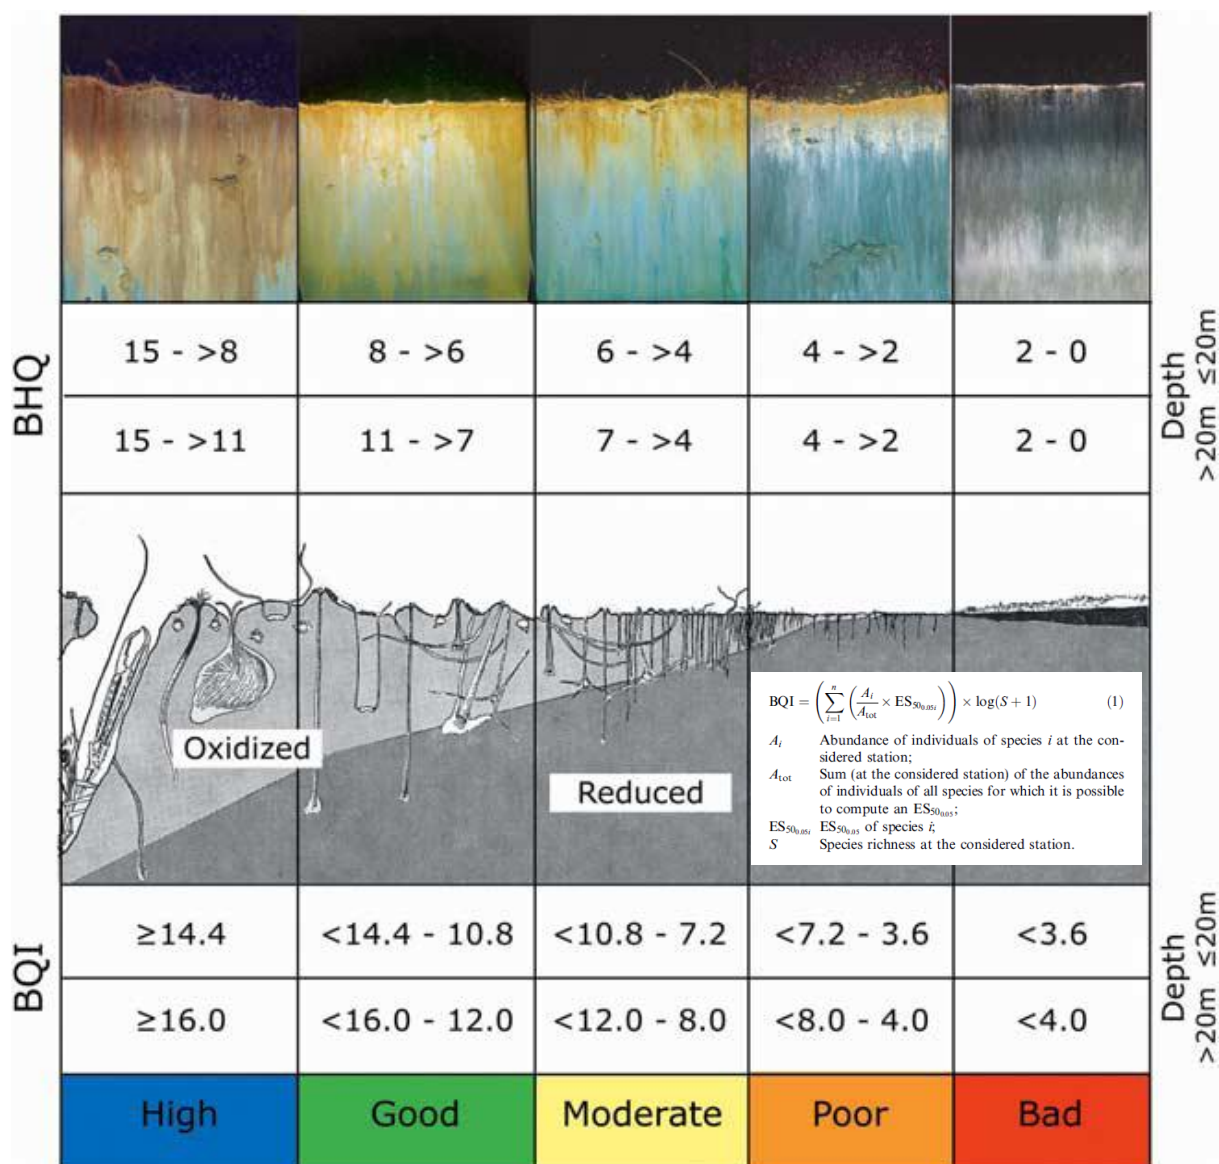 BHQ
15 - >8
8 - >6
6 - >4
4 - >2
2 - 0
15 - >11
11 - >7
7 - >4
4 - >2
2 - 0
Depth
>20m ≤20m
Oxidized
Reduced
BQI = (∑ⁿᵢ₌₁ (Aᵢ/Atot × ES50₀.₀₅ᵢ)) × log(S + 1) (1)
Ai Abundance of individuals of species i at the con-
sidered station;
Atot Sum (at the considered station) of the abundances
of individuals of all species for which it is possible
to compute an ES50₀.₀₅;
ES50₀.₀₅ᵢ ES50₀.₀₅ of species i;
S Species richness at the considered station.
BQI
≥14.4
<14.4 - 10.8
<10.8 - 7.2
<7.2 - 3.6
<3.6
≥16.0
<16.0 - 12.0
<12.0 - 8.0
<8.0 - 4.0
<4.0
Depth
>20m ≤20m
High
Good
Moderate
Poor
Bad